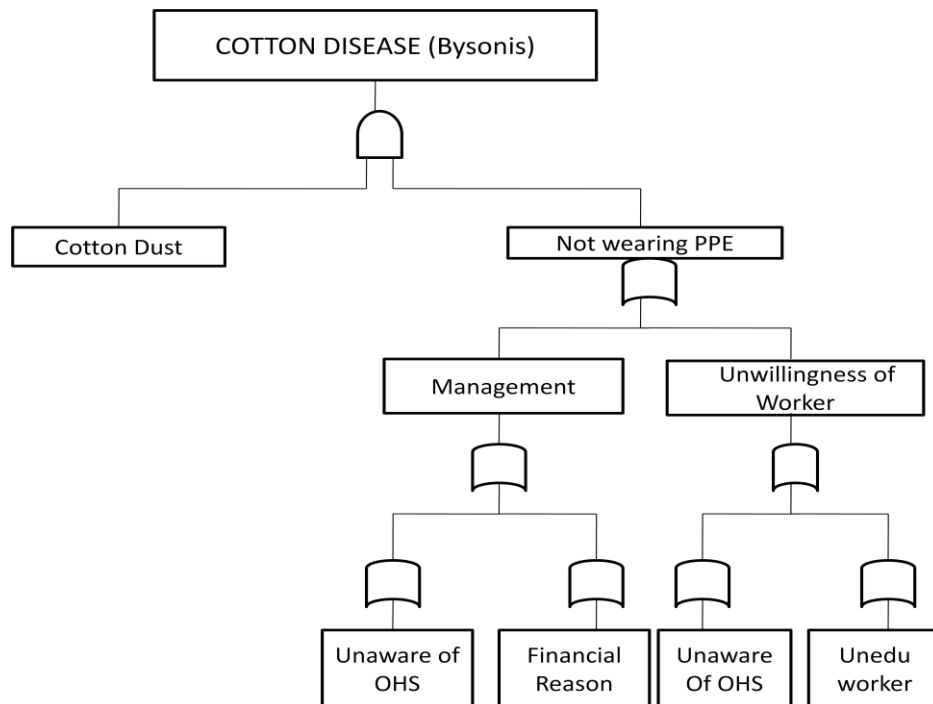 COTTON DISEASE (Bysonis)
Cotton Dust
Not wearing PPE
Management
Unwillingness of
Worker
Unaware of
OHS
Financial
Reason
Unaware
Of OHS
Unedu
worker